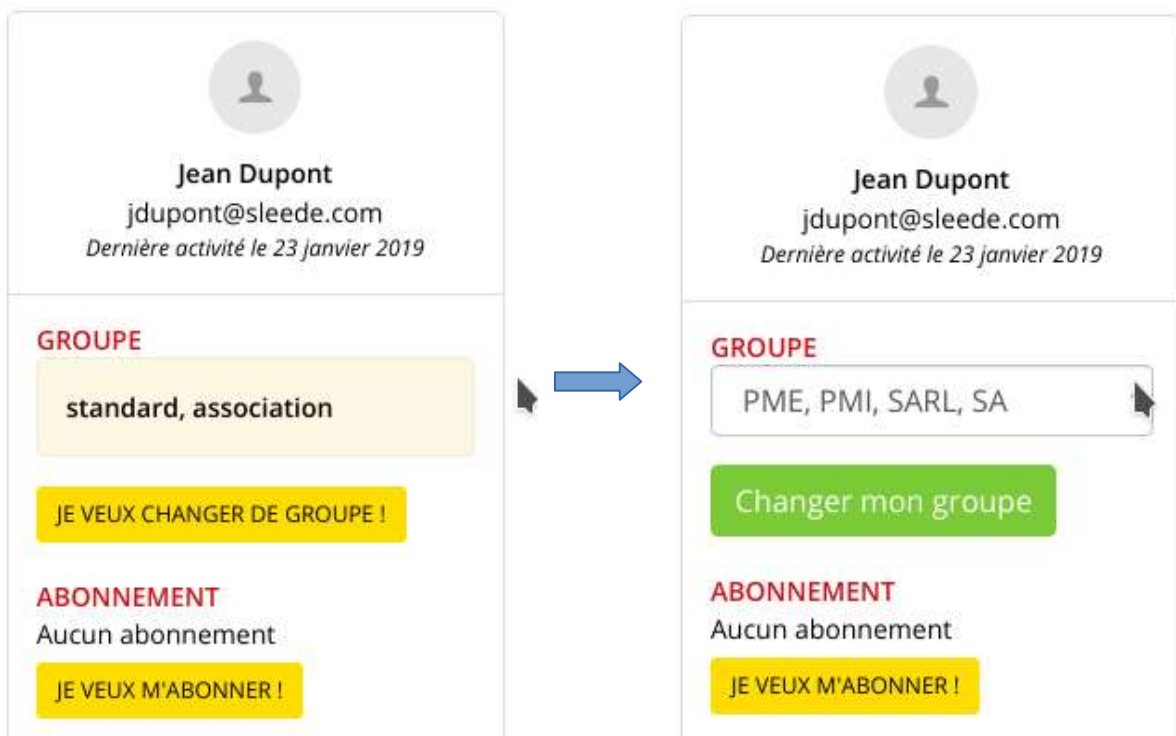 Jean Dupont
jdupont@sleede.com
Dernière activité le 23 janvier 2019
GROUPE
standard, association
JE VEUX CHANGER DE GROUPE !
ABONNEMENT
Aucun abonnement
JE VEUX M'ABONNER !
Jean Dupont
jdupont@sleede.com
Dernière activité le 23 janvier 2019
GROUPE
PME, PMI, SARL, SA
Changer mon groupe
ABONNEMENT
Aucun abonnement
JE VEUX M'ABONNER !